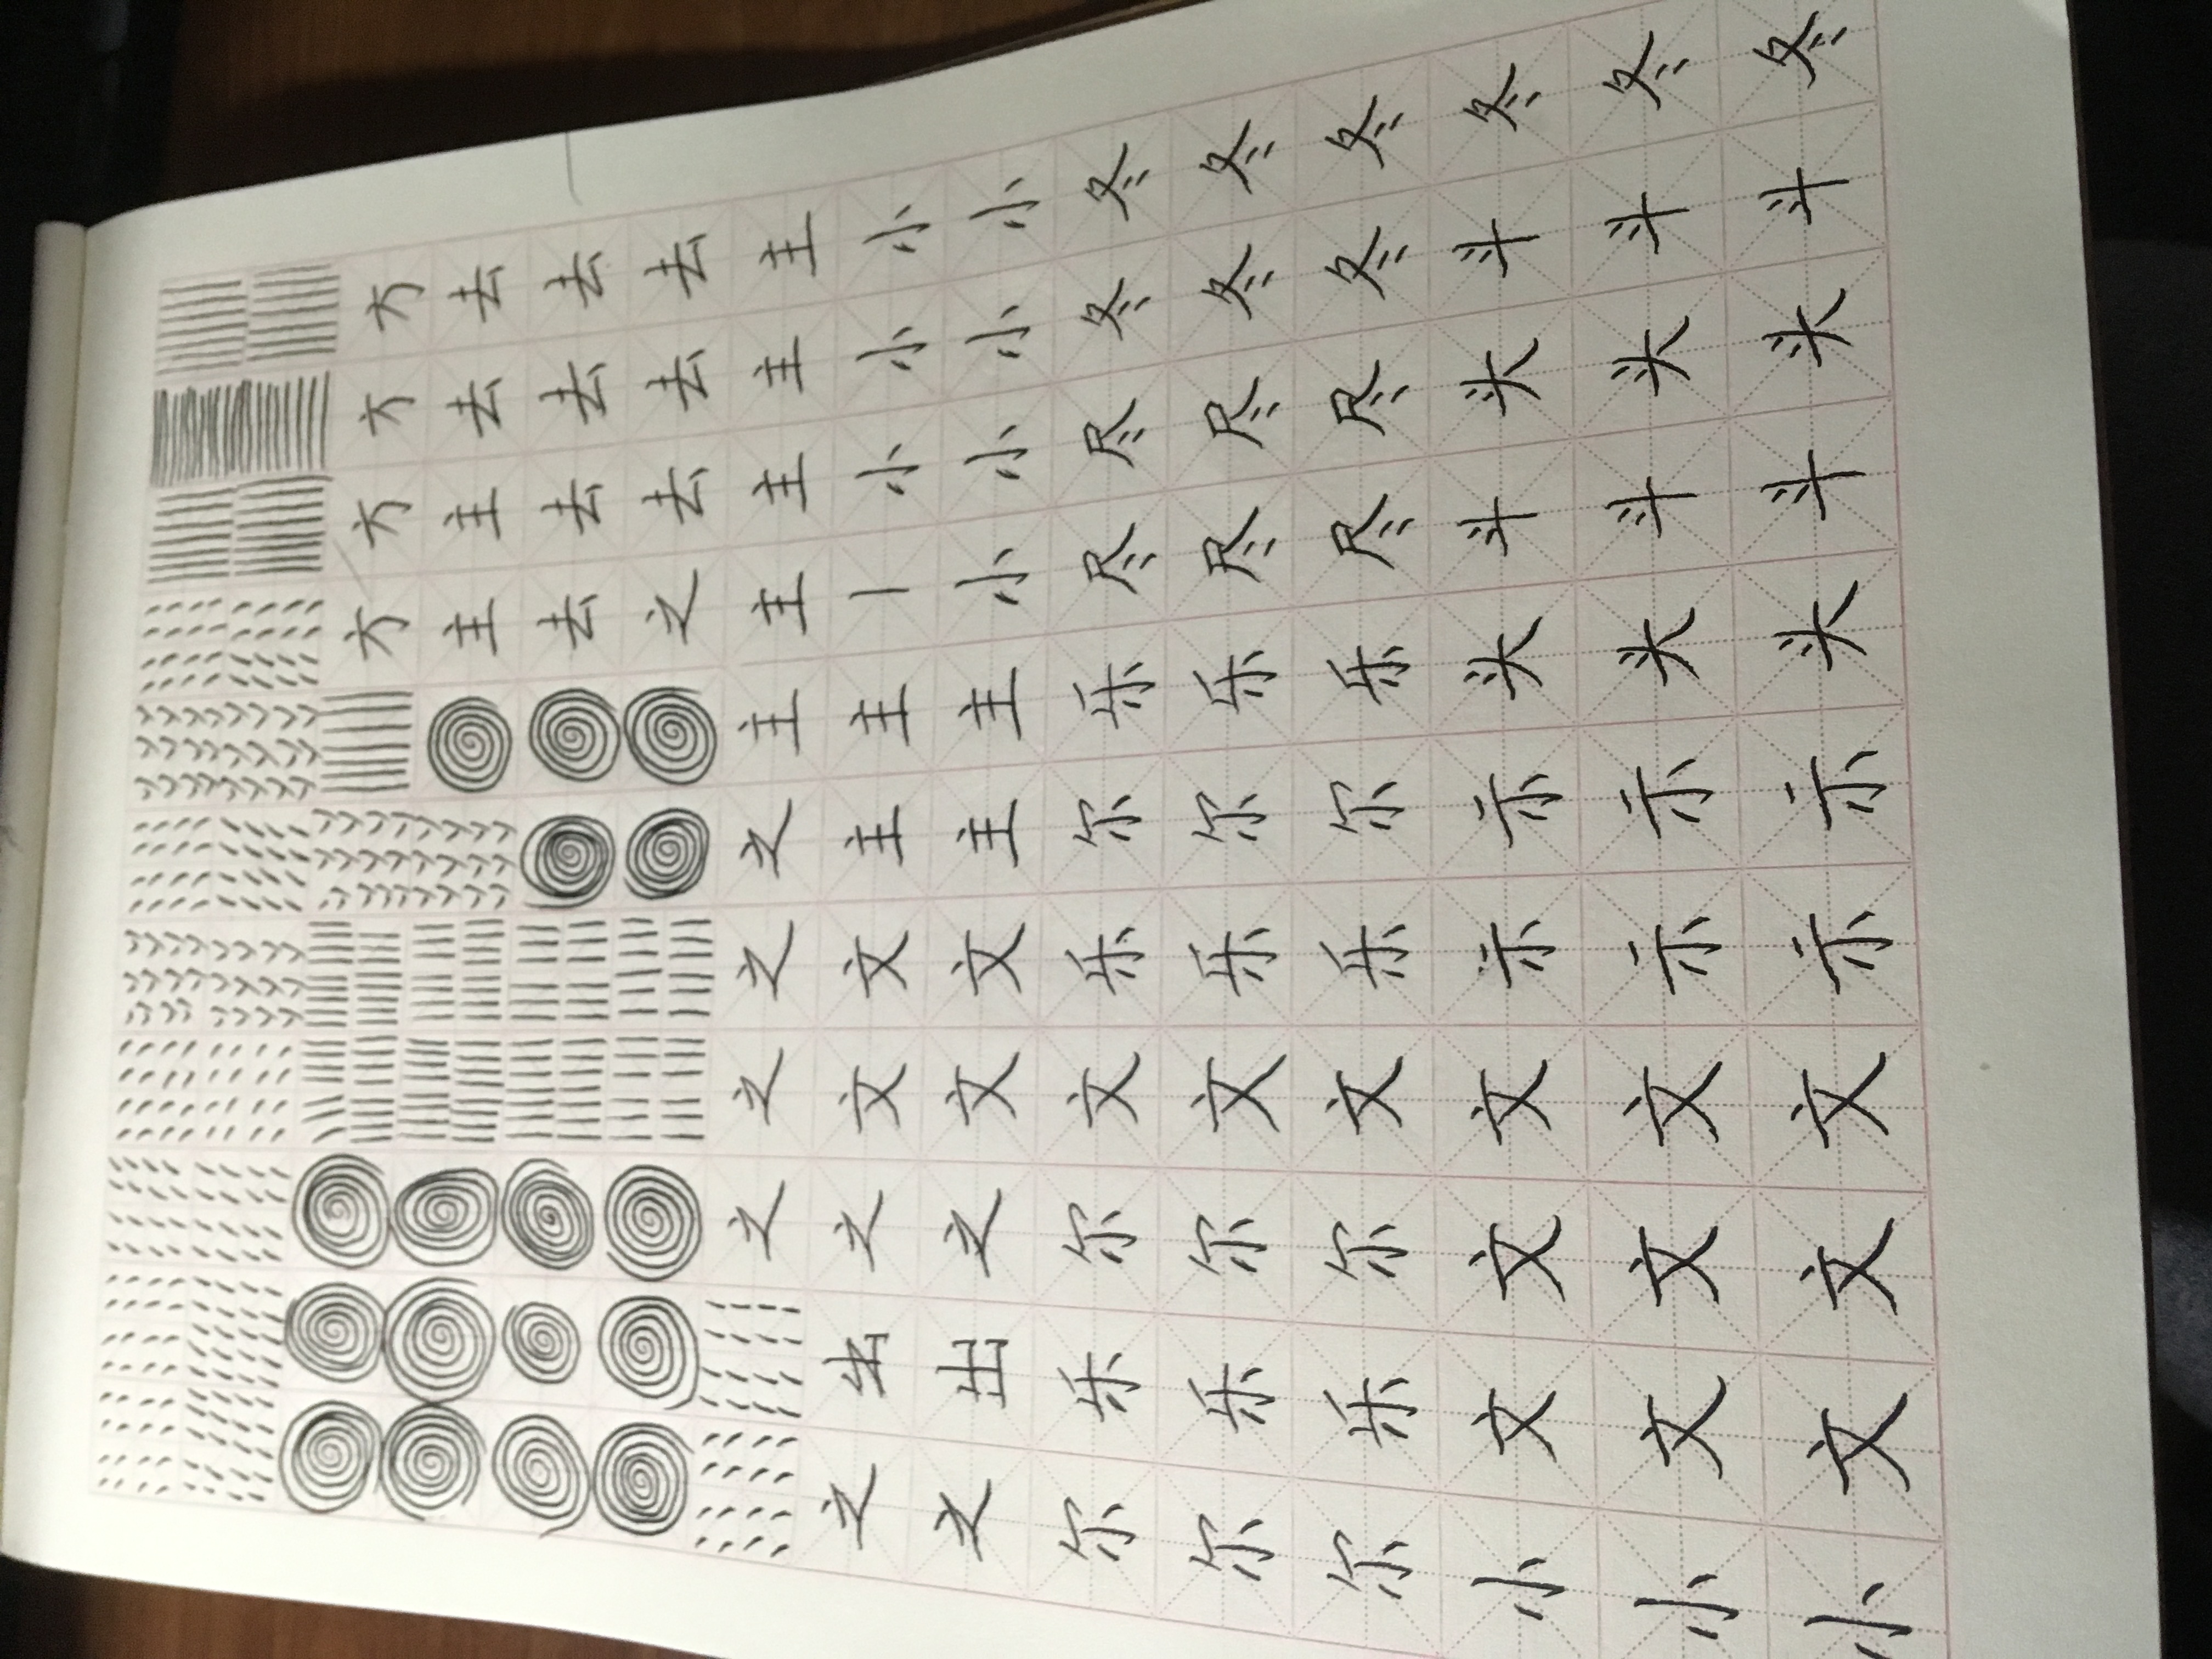 方 方 方 方
主 主 去 去
去 去 去 去
之 去 去 去
之 之 之 之 主 主 主 主 主
之 出 之 文 文 主 主 丨 小 小 小
之 出 之 文 文 主 主 小 小 小 小
尔 乐 尔 文 乐 尔 乐 尽 尽 冬 冬
尔 乐 尔 文 乐 尔 乐 尽 尽 冬 冬
尔 乐 尔 文 乐 尔 乐 尽 尽 冬 冬
小 文 文 文 示 示 头 斗 头 斗 冬
小 文 文 文 示 示 头 斗 头 斗 冬
小 文 文 文 示 示 头 斗 头 斗 冬